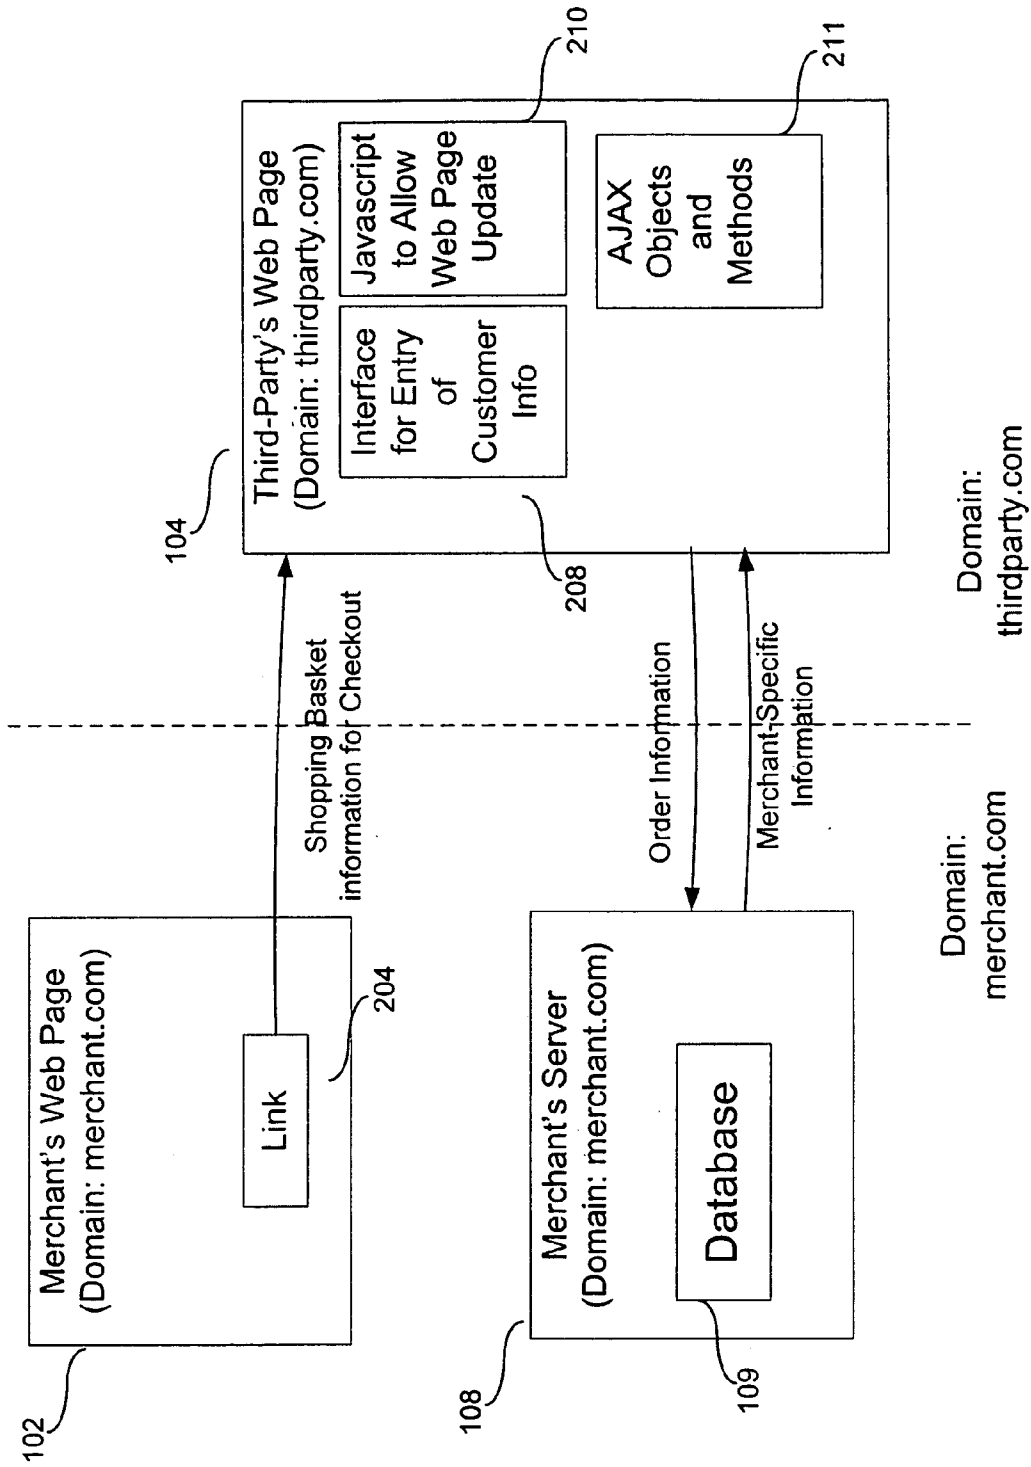 102
Merchant's Web Page
(Domain: merchant.com)
Link
204
Shopping Basket
information for Checkout
104
Third-Party's Web Page
(Domain: thirdparty.com)
Interface
for Entry
of
Customer
Info
208
Javascript
to Allow
Web Page
Update
210
AJAX
Objects
and
Methods
211
108
Merchant's Server
(Domain: merchant.com)
Database
109
Order Information
Merchant-Specific
Information
Domain:
merchant.com
Domain:
thirdparty.com